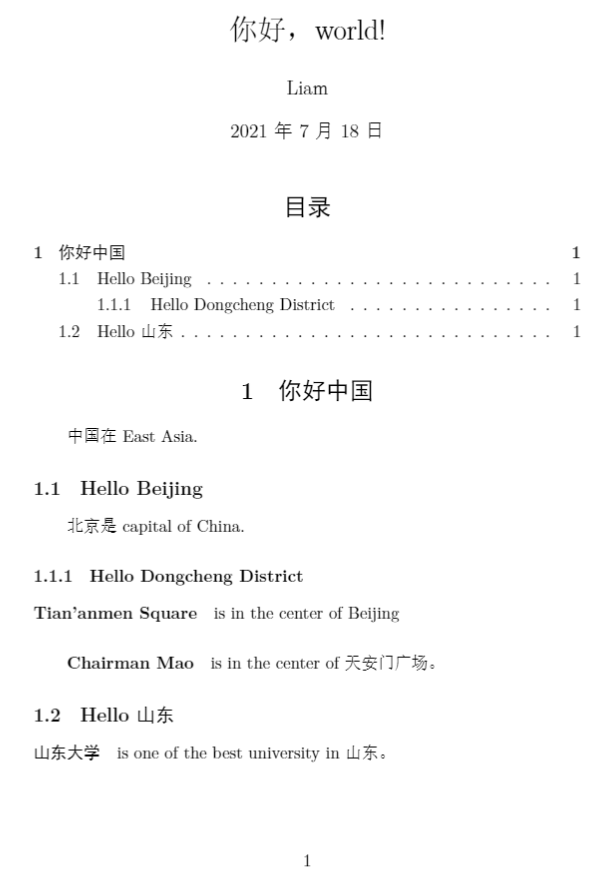 你好，world!
Liam
2021 年 7 月 18 日
目录
1 你好中国 1
1.1 Hello Beijing . . . . . . . . . . . . . . . . . . . . . . . . . . . 1
1.1.1 Hello Dongcheng District . . . . . . . . . . . . . . . . 1
1.2 Hello 山东 . . . . . . . . . . . . . . . . . . . . . . . . . . . . . 1
1 你好中国
中国在 East Asia.
1.1 Hello Beijing
北京是 capital of China.
1.1.1 Hello Dongcheng District
Tian'anmen Square is in the center of Beijing
Chairman Mao is in the center of 天安门广场。
1.2 Hello 山东
山东大学 is one of the best university in 山东。
1